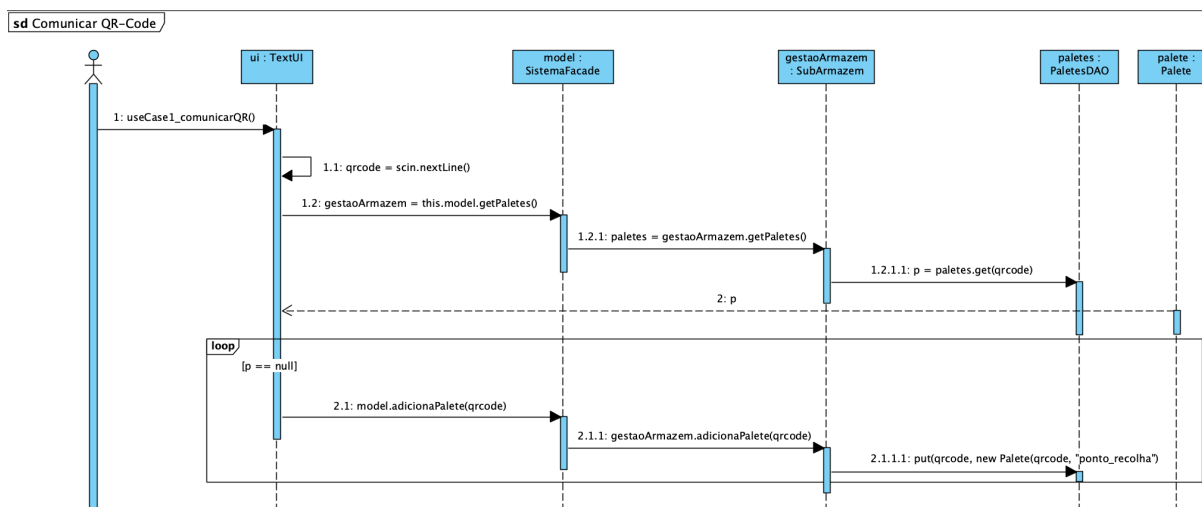 sd Comunicar QR-Code
ui : TextUI
model :
SistemaFacade
gestaoArmazem
: SubArmazem
paletes :
PaletesDAO
palete :
Palete
1: useCase1_comunicarQR()
1.1: qrcode = scin.nextLine()
1.2: gestaoArmazem = this.model.getPaletes()
1.2.1: paletes = gestaoArmazem.getPaletes()
1.2.1.1: p = paletes.get(qrcode)
2: p
loop
[p == null]
2.1: model.adicionaPalete(qrcode)
2.1.1: gestaoArmazem.adicionaPalete(qrcode)
2.1.1.1: put(qrcode, new Palete(qrcode, "ponto_recolha")